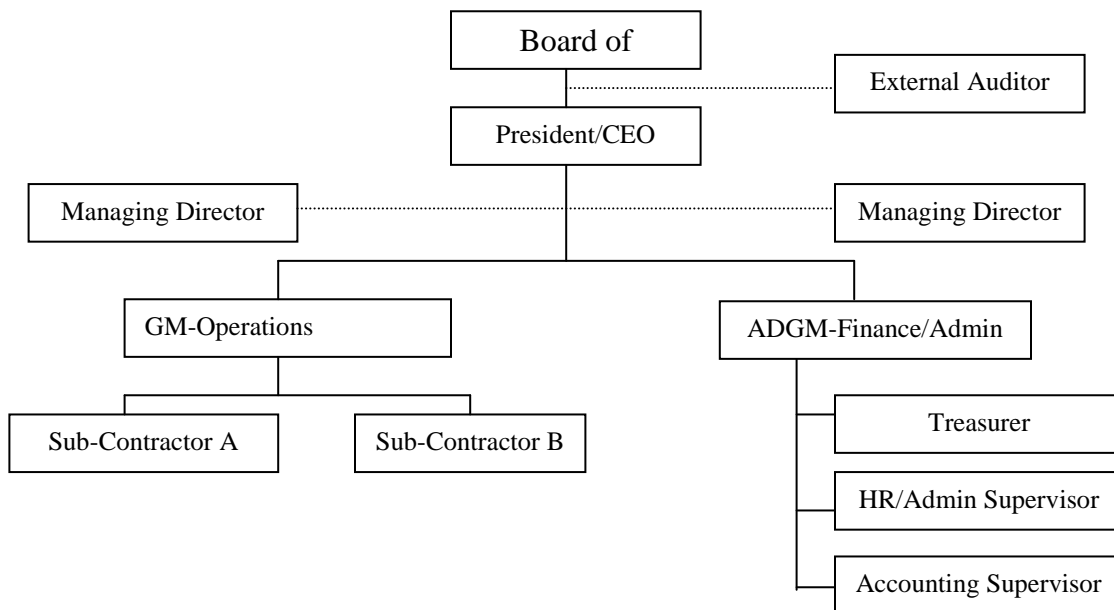 Board of
External Auditor
President/CEO
Managing Director
Managing Director
GM-Operations
ADGM-Finance/Admin
Sub-Contractor A
Sub-Contractor B
Treasurer
HR/Admin Supervisor
Accounting Supervisor